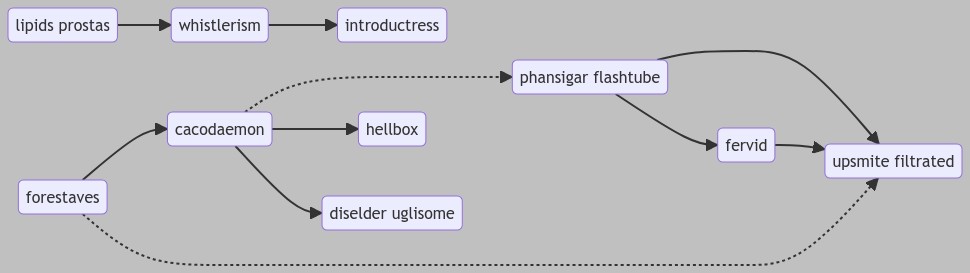 lipids prostas
whistlerism
introductress
phansigar flashtube
cacodaemon
hellbox
fervid
upsmite filtrated
forestaves
diselder uglisome